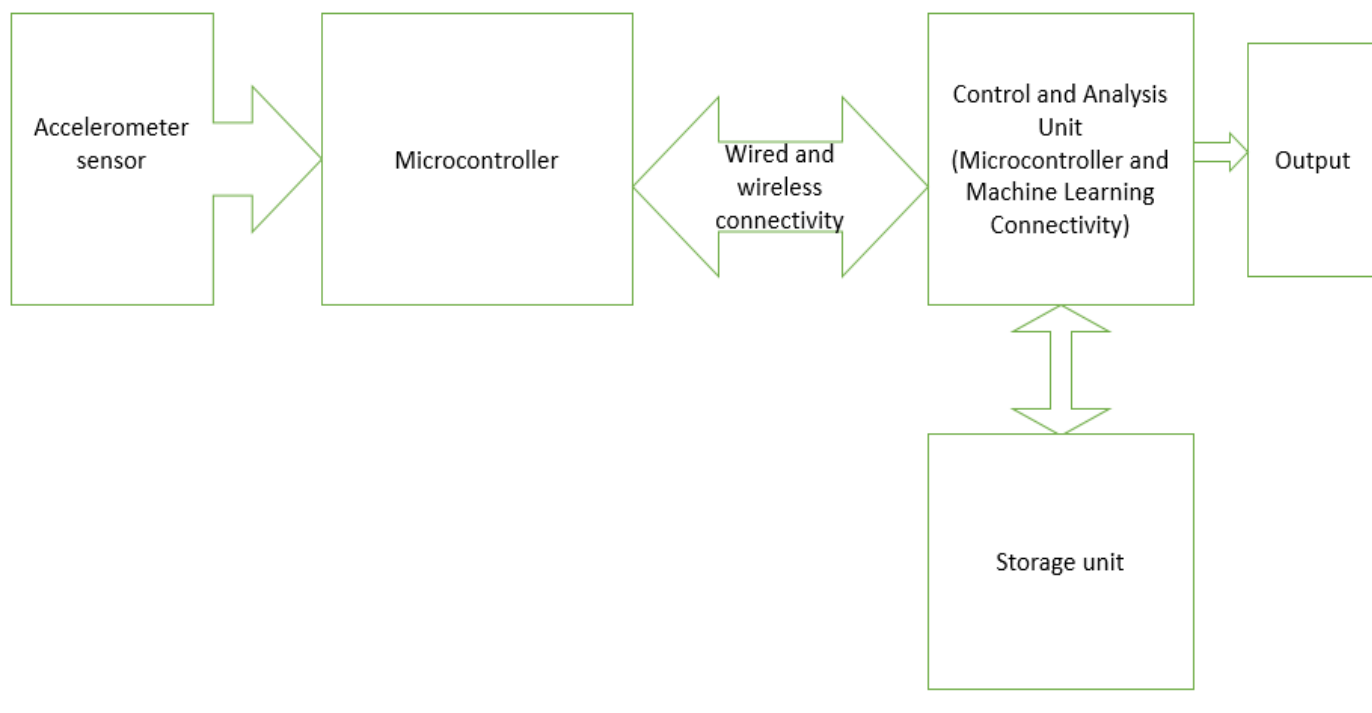 Accelerometer
sensor
Microcontroller
Wired and
wireless
connectivity
Control and Analysis
Unit
(Microcontroller and
Machine Learning
Connectivity)
Output
Storage unit